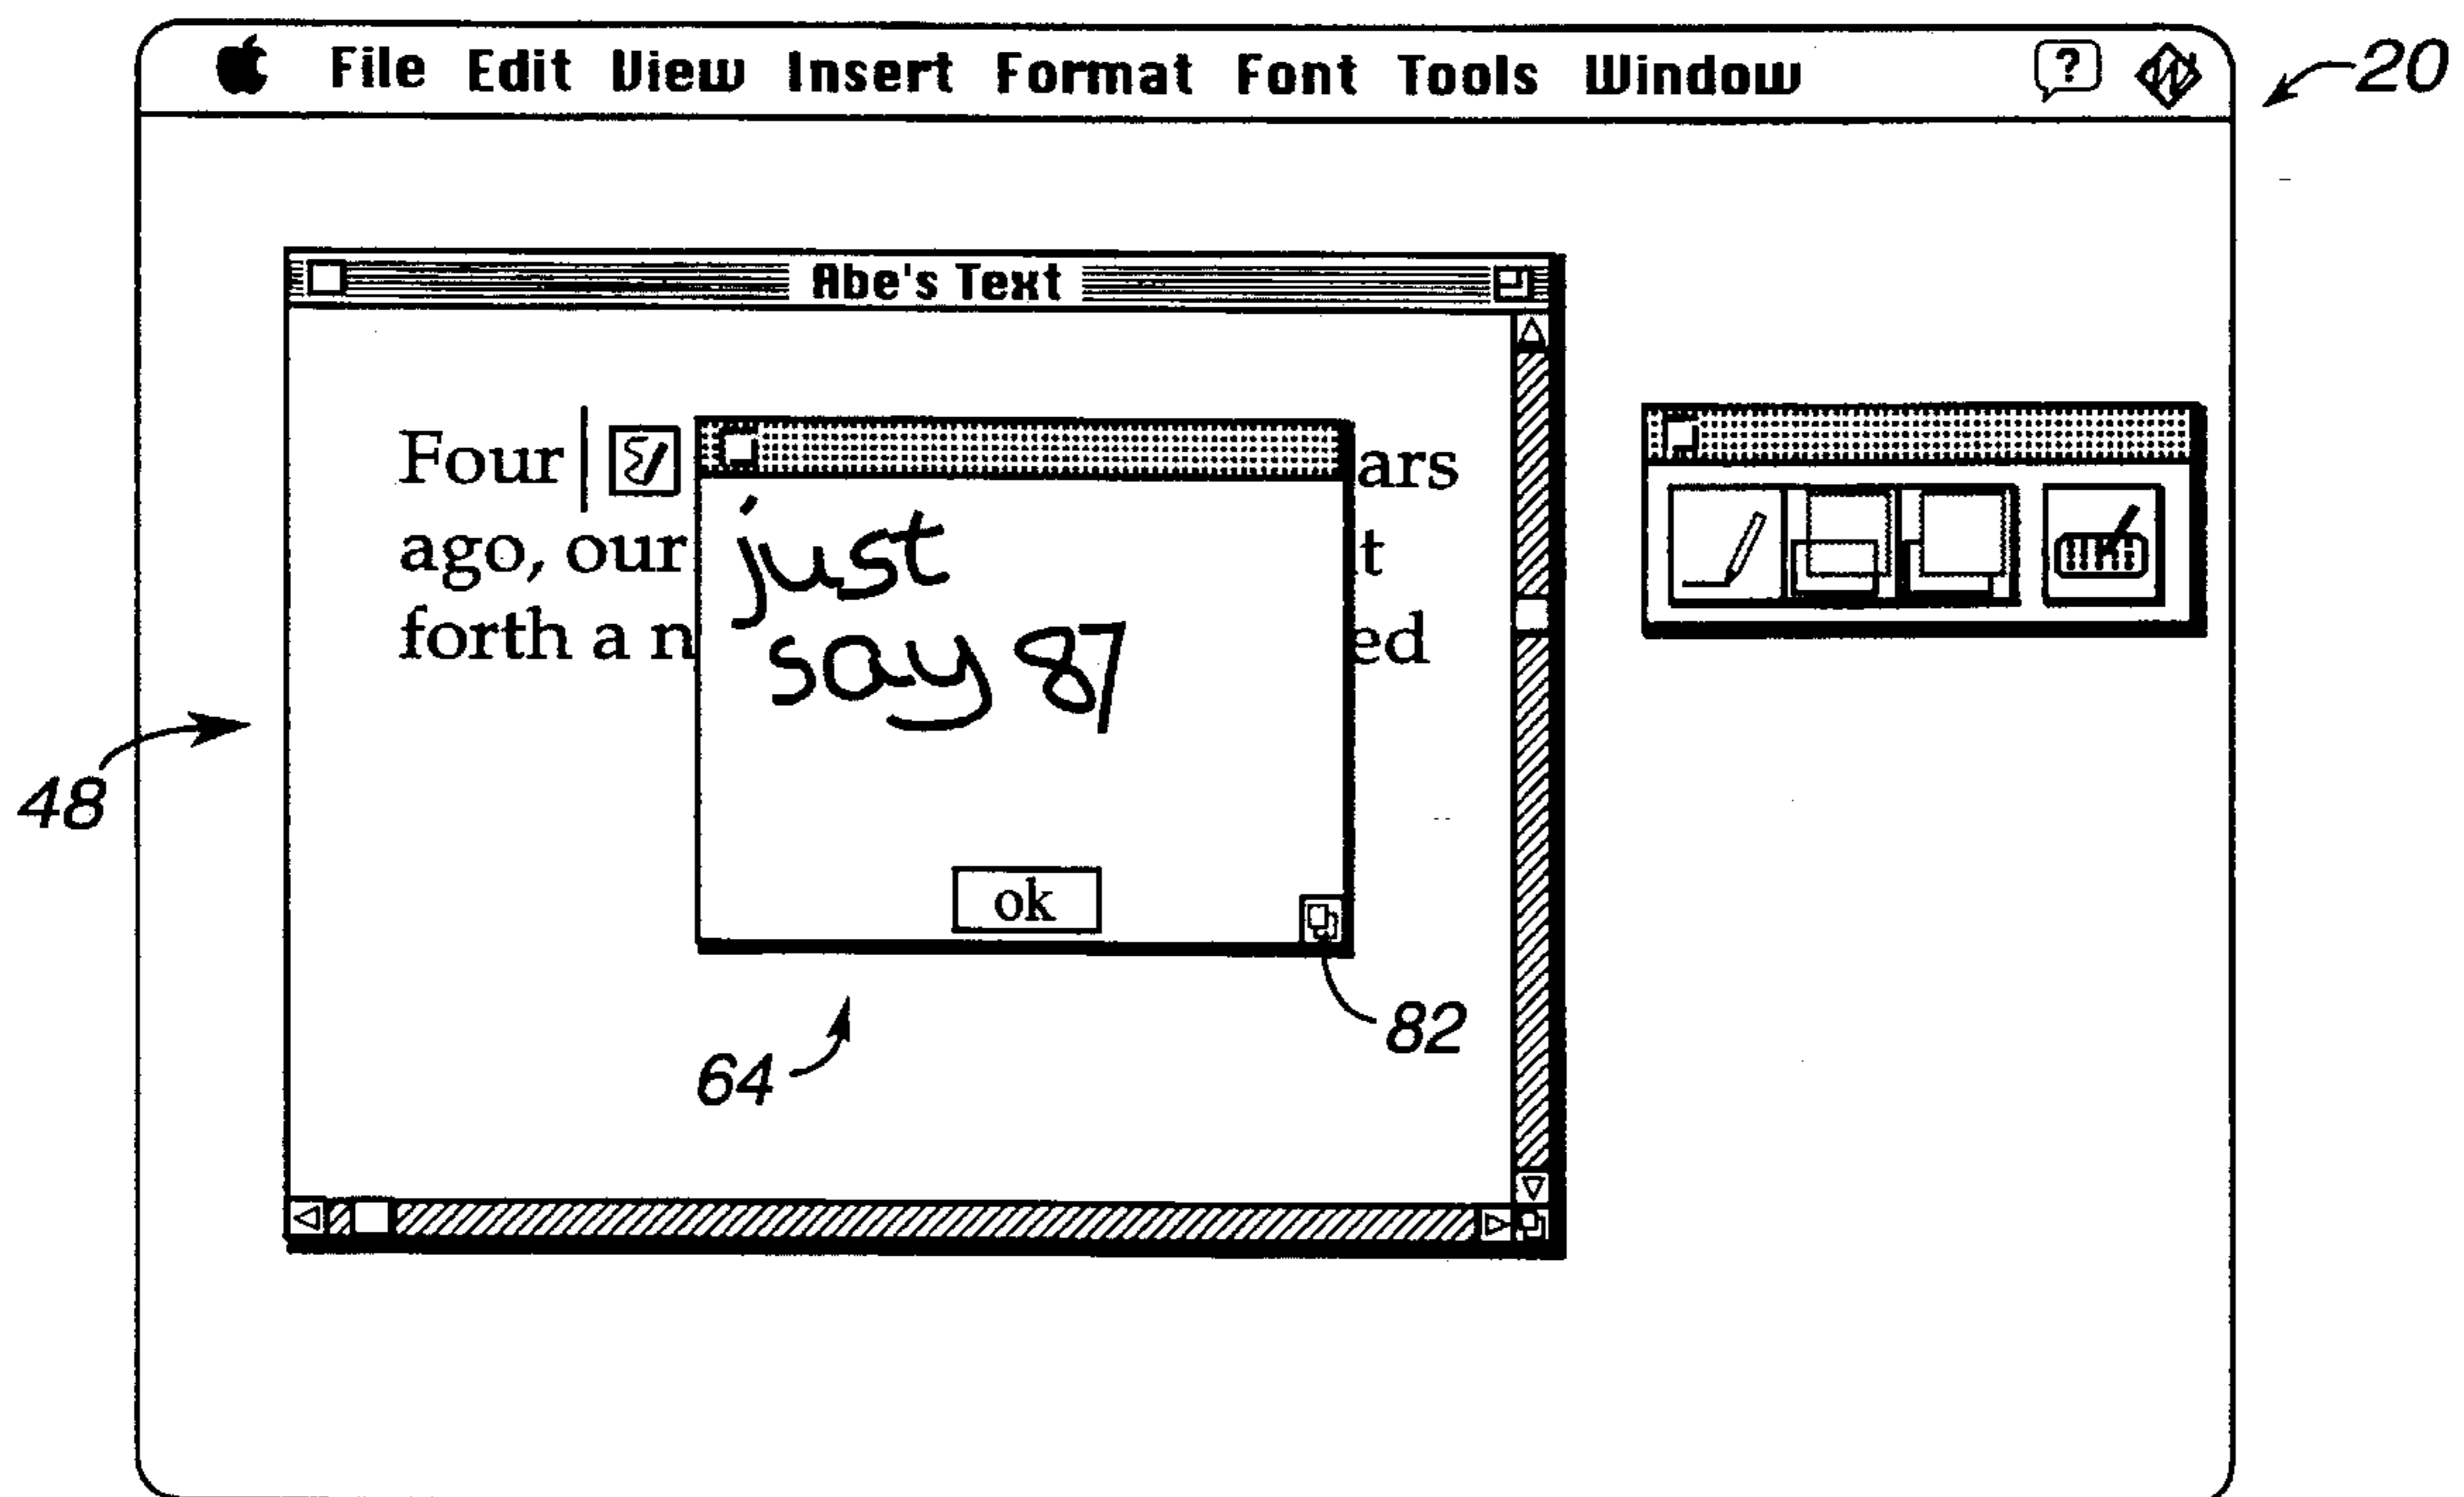 File Edit View Insert Format Font Tools Window ?
20
Abe's Text
Four ars
ago, our t
forth a n ed
just
say 87
48
ok
82
64